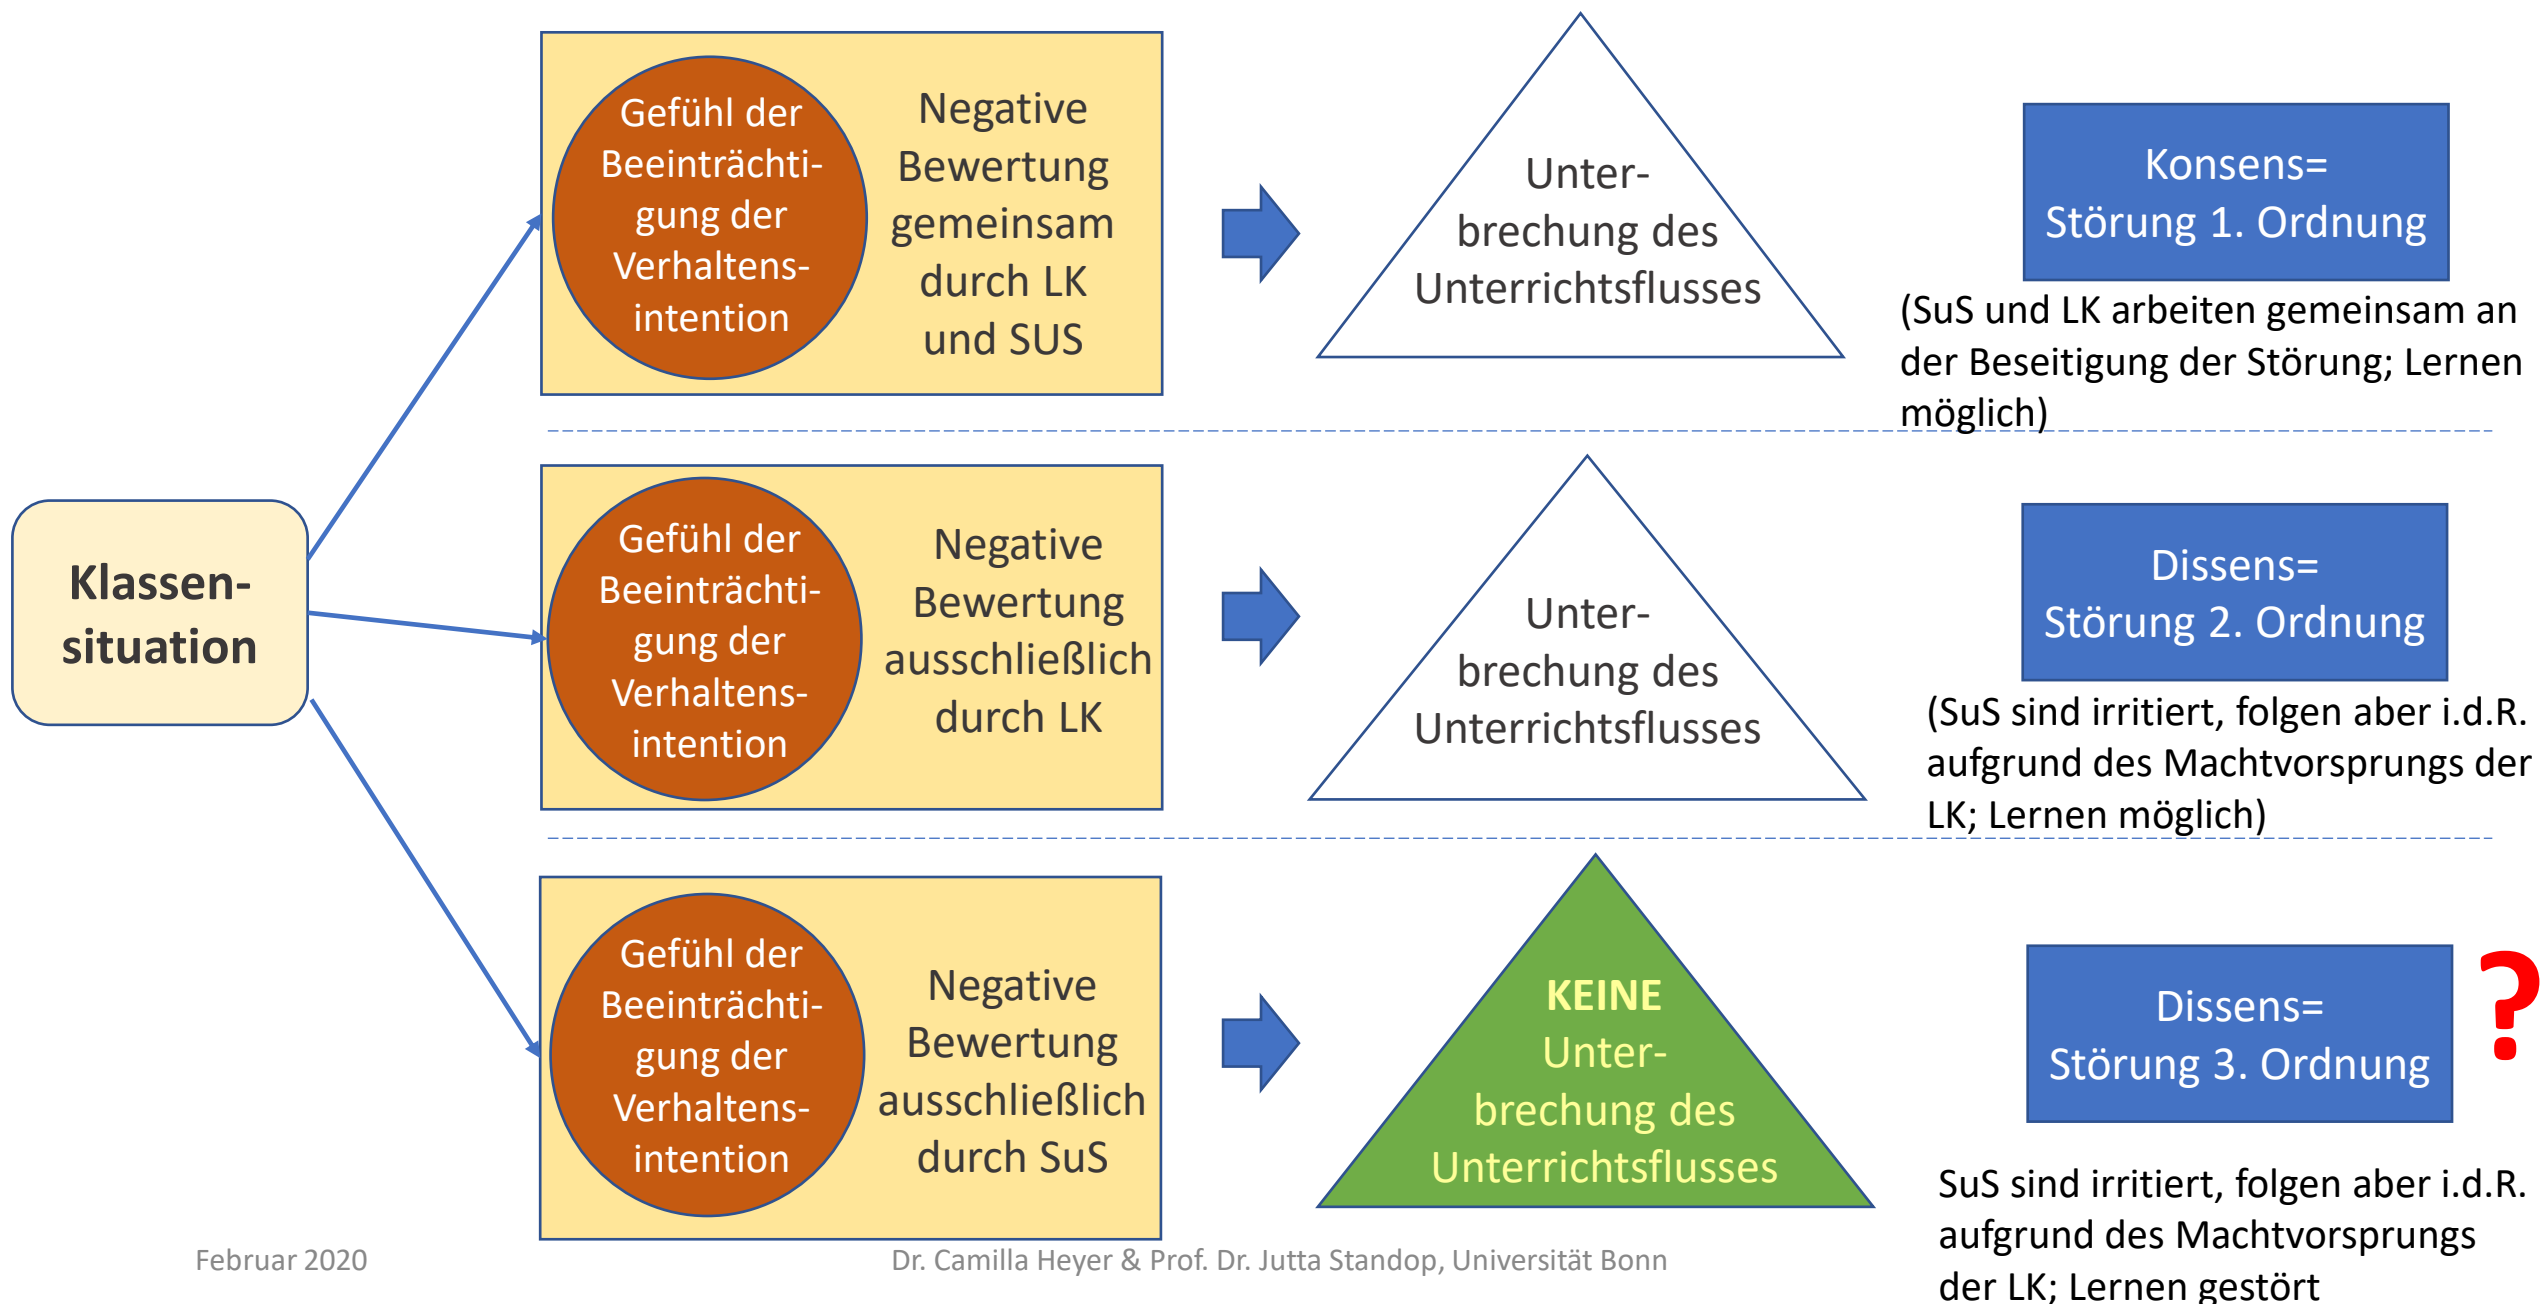 Klassen-
situation
Gefühl der
Beeinträchti-
gung der
Verhaltens-
intention
Negative
Bewertung
gemeinsam
durch LK
und SUS
Unter-
brechung des
Unterrichtsflusses
Konsens=
Störung 1. Ordnung
(SuS und LK arbeiten gemeinsam an
der Beseitigung der Störung; Lernen
möglich)
Gefühl der
Beeinträchti-
gung der
Verhaltens-
intention
Negative
Bewertung
ausschließlich
durch LK
Unter-
brechung des
Unterrichtsflusses
Dissens=
Störung 2. Ordnung
(SuS sind irritiert, folgen aber i.d.R.
aufgrund des Machtvorsprungs der
LK; Lernen möglich)
Gefühl der
Beeinträchti-
gung der
Verhaltens-
intention
Negative
Bewertung
ausschließlich
durch SuS
KEINE
Unter-
brechung des
Unterrichtsflusses
Dissens=
Störung 3. Ordnung
?
SuS sind irritiert, folgen aber i.d.R.
aufgrund des Machtvorsprungs
der LK; Lernen gestört
Februar 2020
Dr. Camilla Heyer & Prof. Dr. Jutta Standop, Universität Bonn